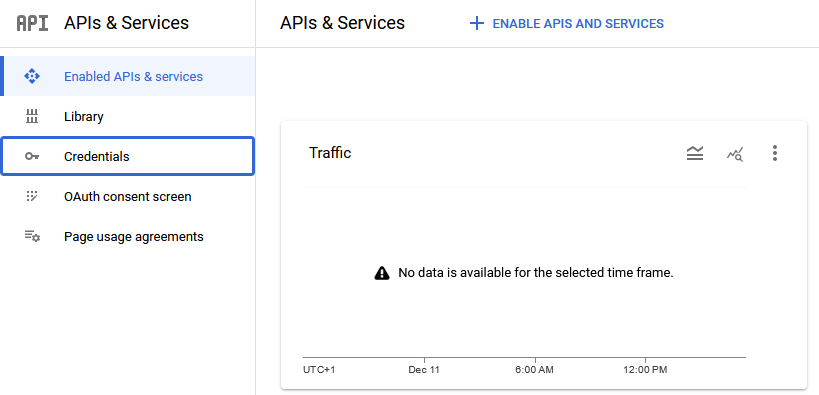 API APIs & Services
Enabled APIs & services
Library
Credentials
OAuth consent screen
Page usage agreements
APIs & Services
ENABLE APIS AND SERVICES
Traffic
No data is available for the selected time frame.
UTC+1 Dec 11 6:00 AM 12:00 PM